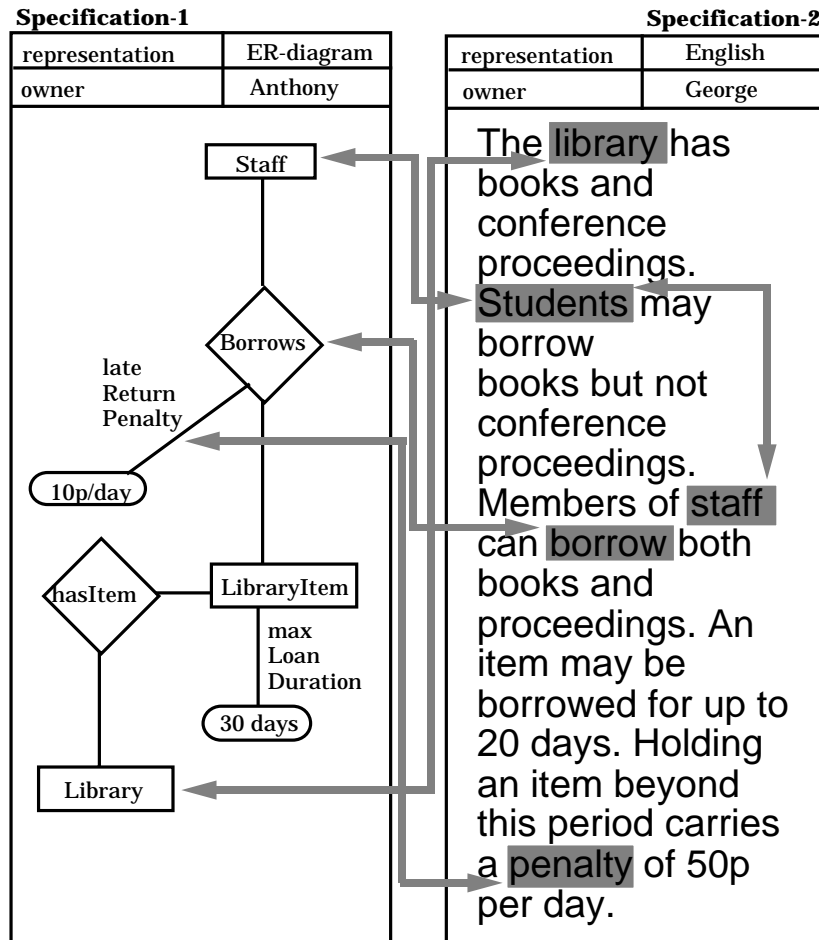 Specification-1
representation ER-diagram
owner Anthony
Staff
Borrows
late
Return
Penalty
10p/day
hasItem
LibraryItem
max
Loan
Duration
30 days
Library
Specification-2
representation English
owner George
The library has
books and
conference
proceedings.
Students may
borrow
books but not
conference
proceedings.
Members of staff
can borrow both
books and
proceedings. An
item may be
borrowed for up to
20 days. Holding
an item beyond
this period carries
a penalty of 50p
per day.